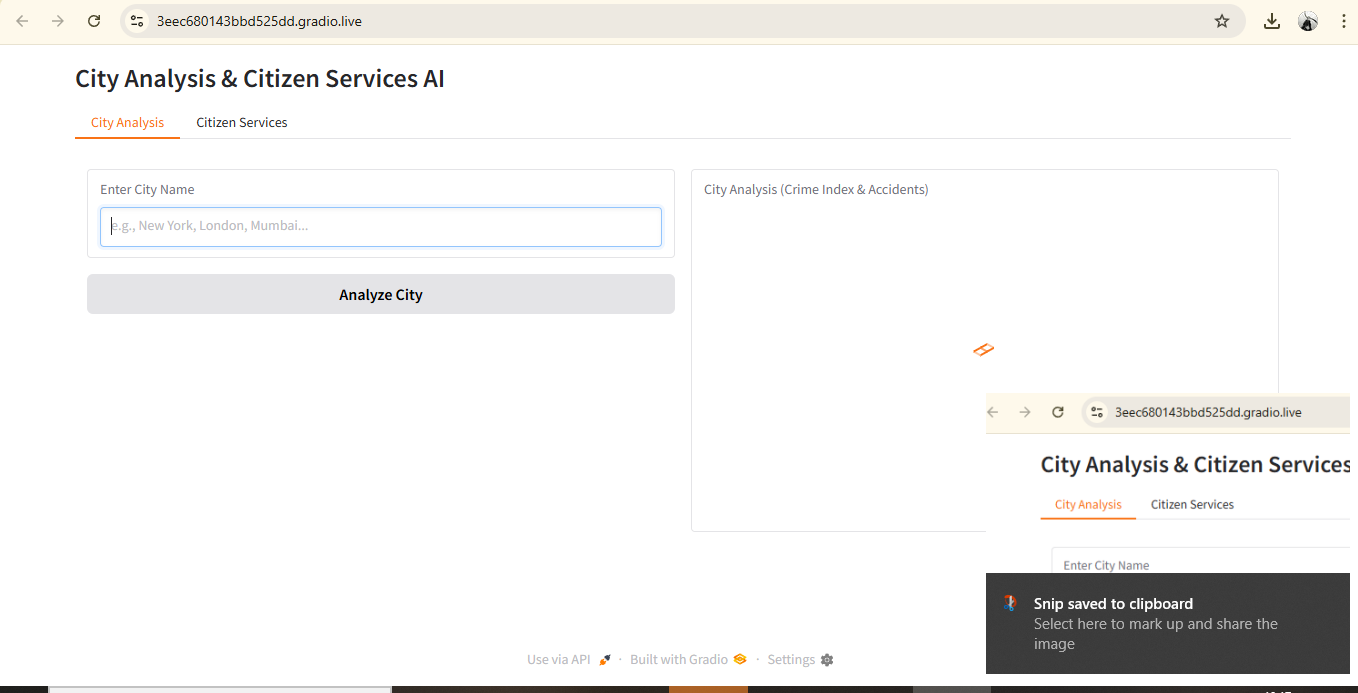 3eec680143bbd525dd.gradio.live
City Analysis & Citizen Services AI
City Analysis
Citizen Services
Enter City Name
e.g., New York, London, Mumbai...
Analyze City
City Analysis (Crime Index & Accidents)
3eec680143bbd525dd.gradio.live
City Analysis & Citizen Services
City Analysis
Citizen Services
Enter City Name
Snip saved to clipboard
Select here to mark up and share the
image
Use via API · Built with Gradio · Settings